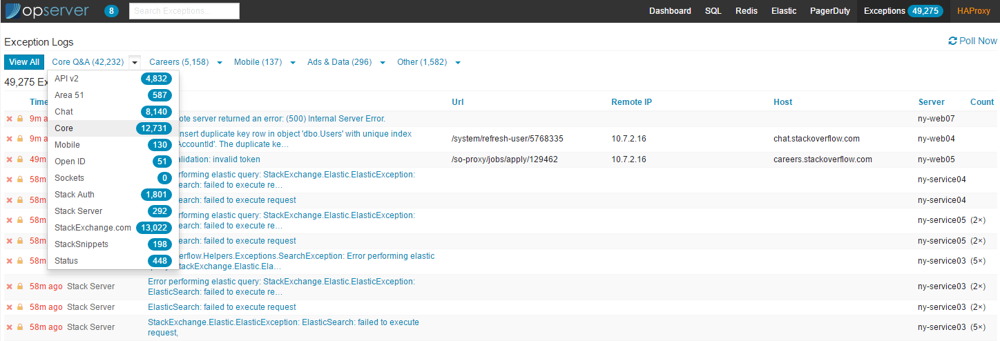 opserver 8 Search Exceptions... Dashboard SQL Redis Elastic PagerDuty Exceptions 49,275 HAProxy
Exception Logs Poll Now
View All Core Q&A (42,232) Careers (5,158) Mobile (137) Ads & Data (296) Other (1,582)
API v2 4,832
Area 51 587
Chat 8,140
Core 12,731
Mobile 130
Open ID 51
Sockets 0
Stack Auth 1,801
Stack Server 292
StackExchange.com 13,022
StackSnippets 198
Status 448
49,275 Ex
Time Url Remote IP Host Server Count
9m a ote server returned an error: (500) Internal Server Error. ny-web07
9m a nsert duplicate key row in object 'dbo.Users' with unique index
AccountId'. The duplicate ke… /system/refresh-user/5768335 10.7.2.16 chat.stackoverflow.com ny-web04
49m alidation: invalid token /so-proxy/jobs/apply/129462 10.7.2.16 careers.stackoverflow.com ny-web05
58m erforming elastic query: StackExchange.Elastic.ElasticException:
search: failed to execute re… ny-service04
58m search: failed to execute request ny-service04
58m erforming elastic query: StackExchange.Elastic.ElasticException:
search: failed to execute re… ny-service05 (2×)
58m search: failed to execute request ny-service05 (2×)
58m erflow.Helpers.Exceptions.SearchException: Error performing elastic
StackExchange.Elastic.Ela… ny-service03 (5×)
58m ago Stack Server Error performing elastic query: StackExchange.Elastic.ElasticException:
ElasticSearch: failed to execute re… ny-service03 (2×)
58m ago Stack Server ElasticSearch: failed to execute request ny-service03 (2×)
58m ago Stack Server StackExchange.Elastic.ElasticException: ElasticSearch: failed to execute
request, ny-service03 (5×)